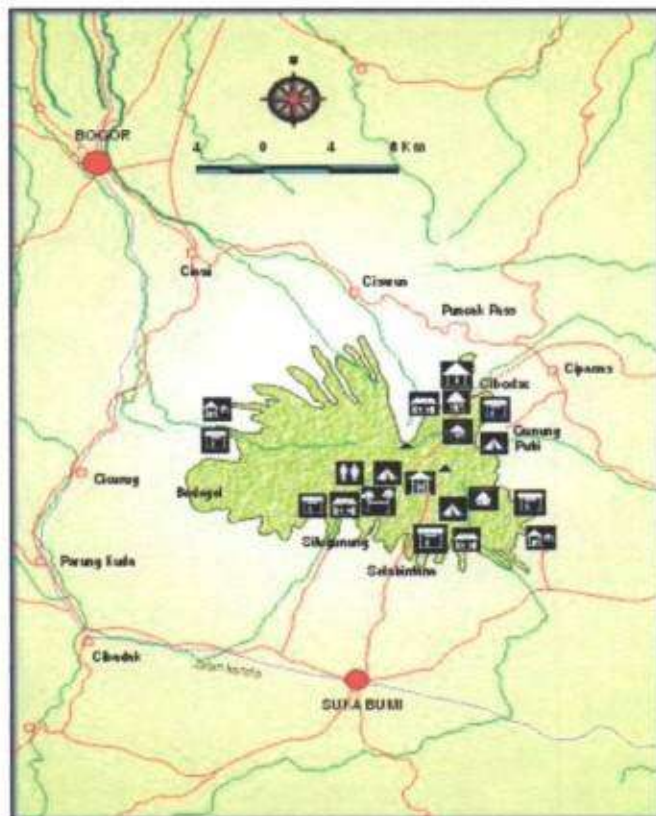 BOGOR
4 0 4 8 Km
Ciawi
Cisarua
Puncak Pass
Cipanas
Cibodas
Gunung
Putri
Cicurug
Bodogol
Situgunung
Selabintana
Parung Kuda
Cibadak
SUKABUMI